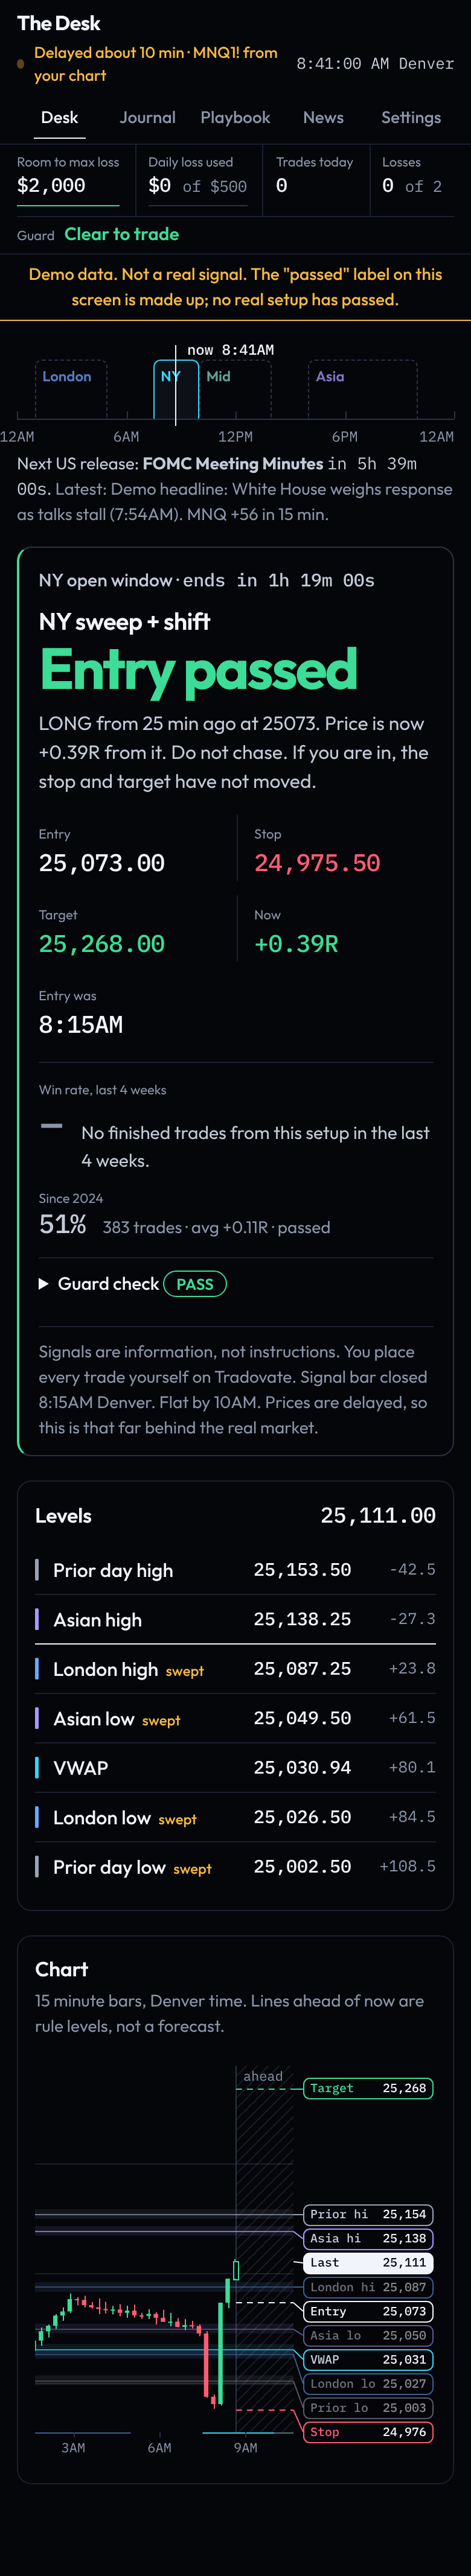 The Desk
Delayed about 10 min · MNQ1! from
your chart
8:41:00 AM Denver
Desk Journal Playbook News Settings
Room to max loss Daily loss used Trades today Losses
$2,000 $0 of $500 0 0 of 2
Guard Clear to trade
Demo data. Not a real signal. The "passed" label on this
screen is made up; no real setup has passed.
now 8:41AM
London NY Mid Asia
12AM 6AM 12PM 6PM 12AM
Next US release: FOMC Meeting Minutes in 5h 39m
00s. Latest: Demo headline: White House weighs response
as talks stall (7:54AM). MNQ +56 in 15 min.
NY open window · ends in 1h 19m 00s
NY sweep + shift
Entry passed
LONG from 25 min ago at 25073. Price is now
+0.39R from it. Do not chase. If you are in, the
stop and target have not moved.
Entry Stop
25,073.00 24,975.50
Target Now
25,268.00 +0.39R
Entry was
8:15AM
Win rate, last 4 weeks
— No finished trades from this setup in the last
4 weeks.
Since 2024
51% 383 trades · avg +0.11R · passed
▶ Guard check PASS
Signals are information, not instructions. You place
every trade yourself on Tradovate. Signal bar closed
8:15AM Denver. Flat by 10AM. Prices are delayed, so
this is that far behind the real market.
Levels 25,111.00
Prior day high 25,153.50 -42.5
Asian high 25,138.25 -27.3
London high swept 25,087.25 +23.8
Asian low swept 25,049.50 +61.5
VWAP 25,030.94 +80.1
London low swept 25,026.50 +84.5
Prior day low swept 25,002.50 +108.5
Chart
15 minute bars, Denver time. Lines ahead of now are
rule levels, not a forecast.
ahead
Target 25,268
Prior hi 25,154
Asia hi 25,138
Last 25,111
London hi 25,087
Entry 25,073
Asia lo 25,050
VWAP 25,031
London lo 25,027
Prior lo 25,003
Stop 24,976
3AM 6AM 9AM